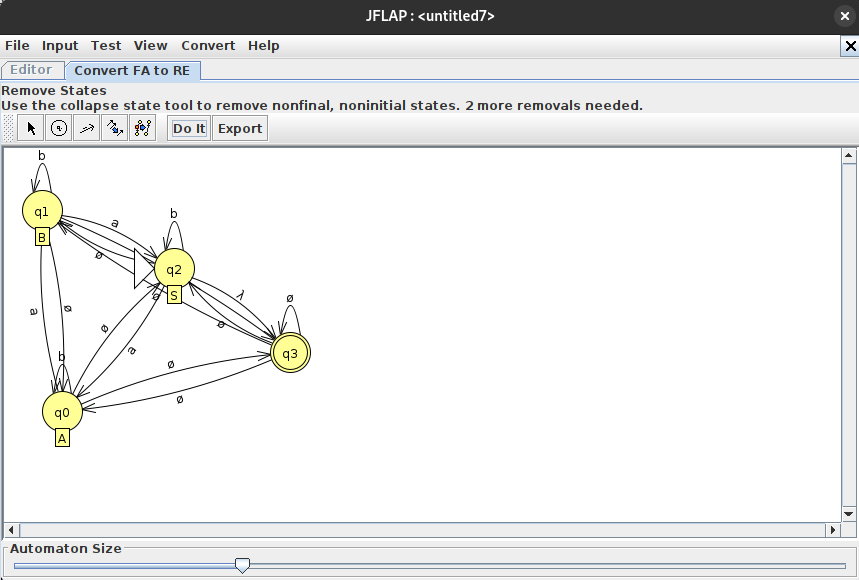 JFLAP : <untitled7>
File Input Test View Convert Help
Editor Convert FA to RE
Remove States
Use the collapse state tool to remove nonfinal, noninitial states. 2 more removals needed.
Do It Export
b
q1
B
a
b
ø
q2
S
ø
λ
ø
ø
q3
a
ø
b
ø
a
ø
ø
q0
A
Automaton Size